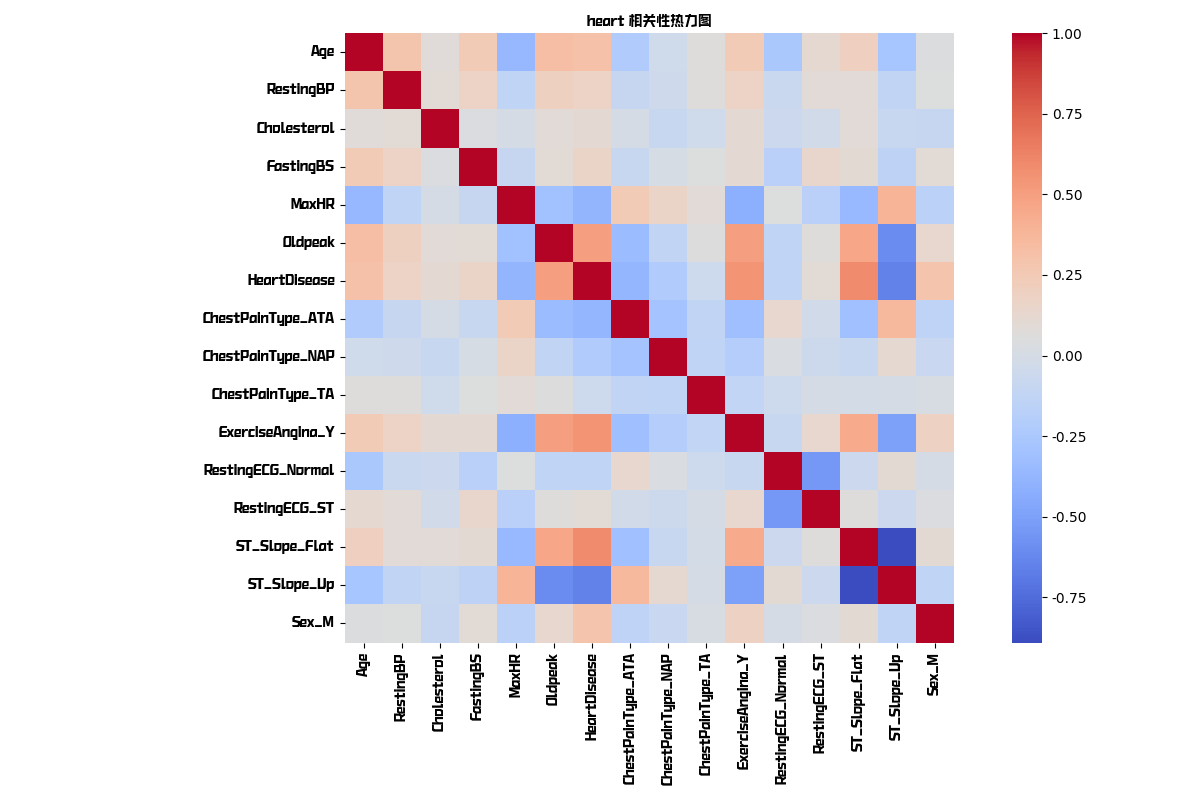 heart 相关性热力图
Age
RestingBP
Cholesterol
FastingBS
MaxHR
Oldpeak
HeartDisease
ChestPainType_ATA
ChestPainType_NAP
ChestPainType_TA
ExerciseAngina_Y
RestingECG_Normal
RestingECG_ST
ST_Slope_Flat
ST_Slope_Up
Sex_M
Age
RestingBP
Cholesterol
FastingBS
MaxHR
Oldpeak
HeartDisease
ChestPainType_ATA
ChestPainType_NAP
ChestPainType_TA
ExerciseAngina_Y
RestingECG_Normal
RestingECG_ST
ST_Slope_Flat
ST_Slope_Up
Sex_M
1.00
0.75
0.50
0.25
0.00
-0.25
-0.50
-0.75